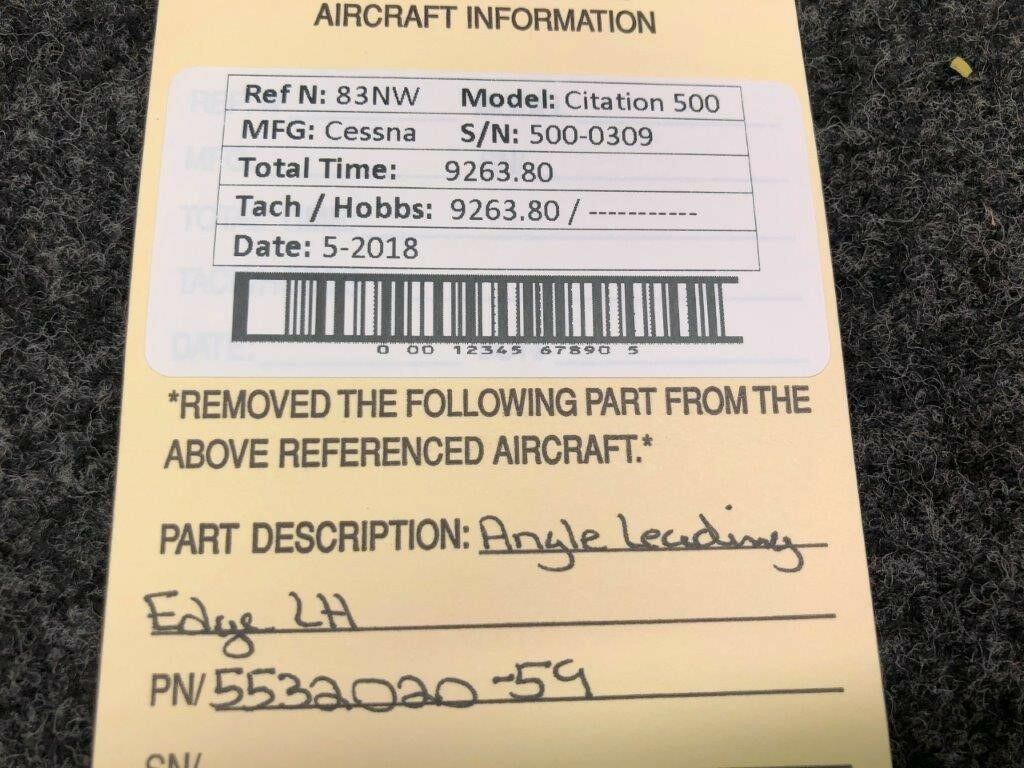 AIRCRAFT INFORMATION
Ref N: 83NW Model: Citation 500
MFG: Cessna S/N: 500-0309
Total Time: 9263.80
Tach / Hobbs: 9263.80 / -----------
Date: 5-2018
0 00 12345 67890 5
*REMOVED THE FOLLOWING PART FROM THE
ABOVE REFERENCED AIRCRAFT.*
PART DESCRIPTION: Angle Leading
Edge LH
PN/ 5532020-59
SN/